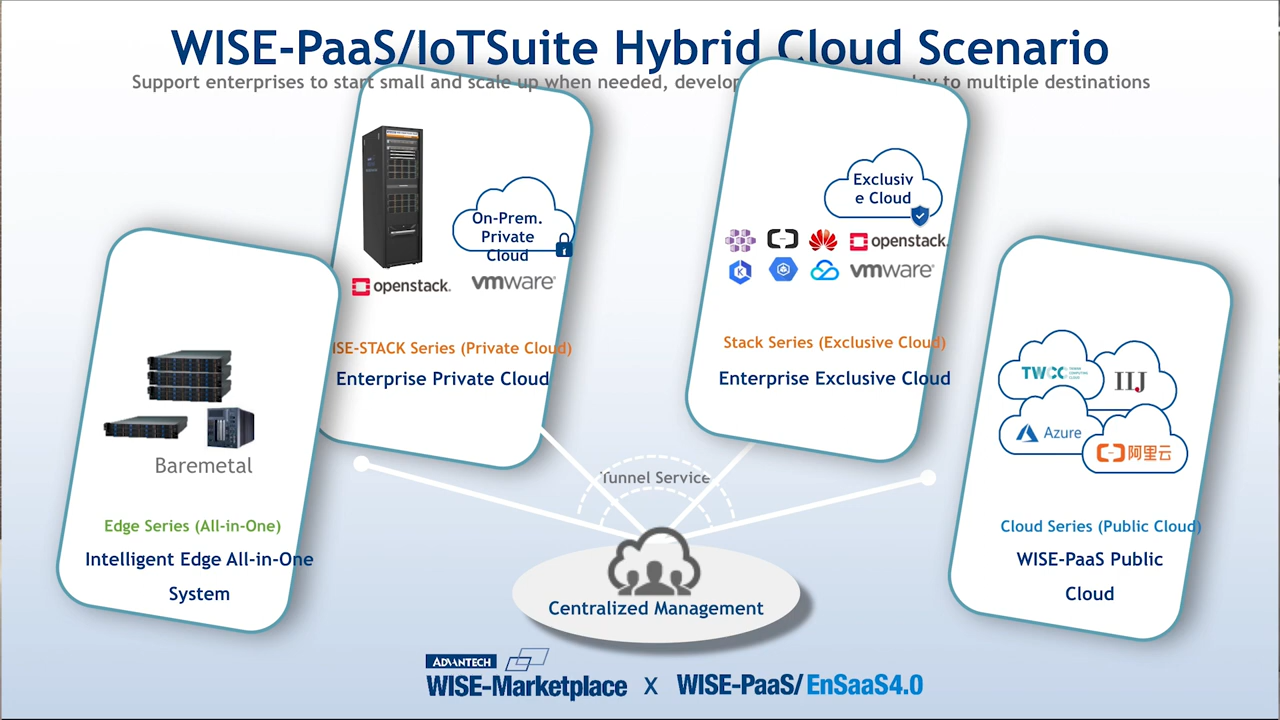 WISE-PaaS/IoTSuite Hybrid Cloud Scenario
Support enterprises to start small and scale up when needed, develop to multiple destinations
On-Prem.
Private
Cloud
openstack.
vmware
ISE-STACK Series (Private Cloud)
Enterprise Private Cloud
Exclusiv
e Cloud
openstack.
vmware
Stack Series (Exclusive Cloud)
Enterprise Exclusive Cloud
Baremetal
Edge Series (All-in-One)
Intelligent Edge All-in-One
System
TWCC
IIJ
Azure
阿里云
Cloud Series (Public Cloud)
WISE-PaaS Public
Cloud
Tunnel Service
Centralized Management
ADVANTECH
WISE-Marketplace X WISE-PaaS/EnSaaS4.0